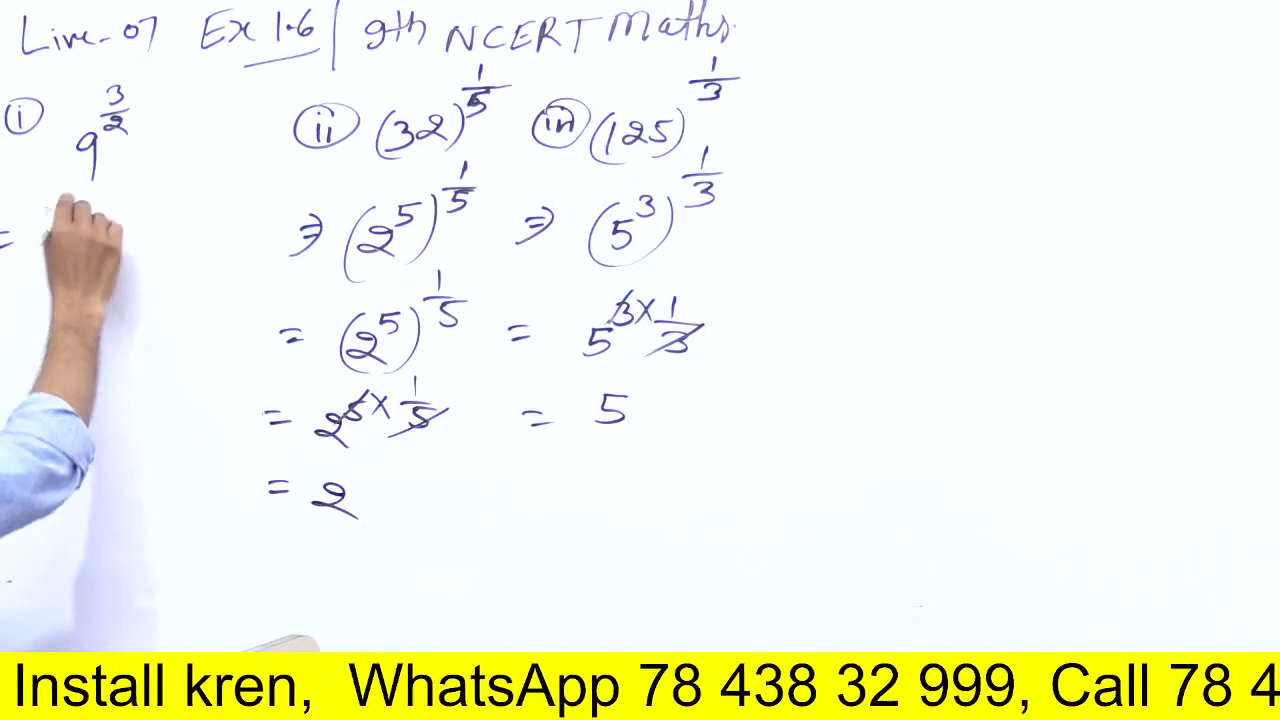 Live-07 Ex 1.6 | 9th NCERT Maths.
(i) 9^(3/2)
=
(ii) (32)^(1/5)
⇒ (2^5)^(1/5)
= (2^5)^(1/5)
= 2^(5×1/5)
= 2
(iii) (125)^(1/3)
⇒ (5^3)^(1/3)
= 5^(3×1/3)
= 5
Install kren, WhatsApp 78 438 32 999, Call 78 4